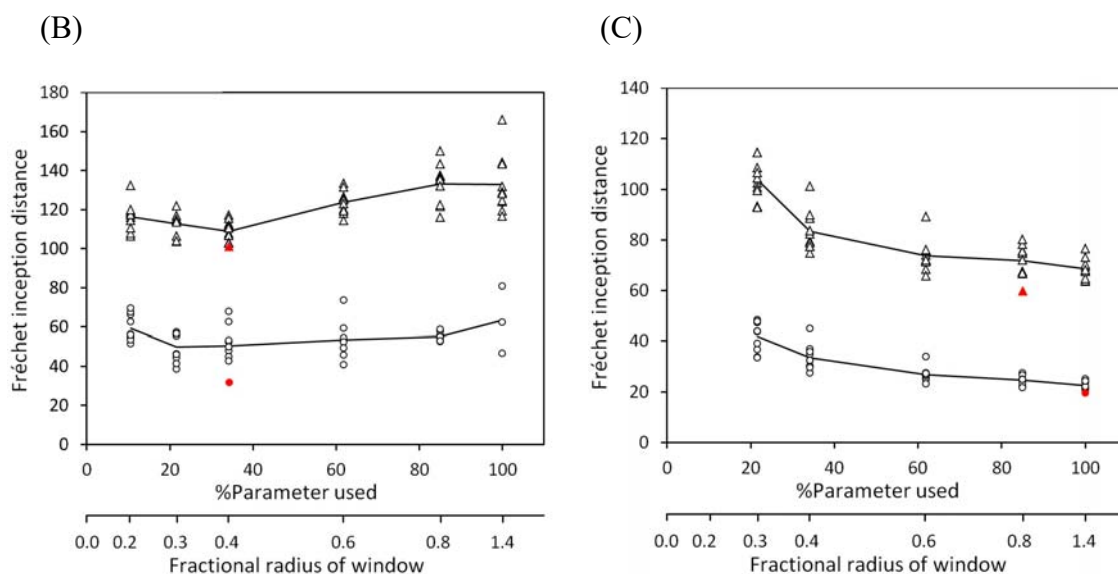 (B)
180
160
140
120
100
80
60
40
20
0
Fréchet inception distance
0 20 40 60 80 100
%Parameter used
0.0 0.2 0.3 0.4 0.6 0.8 1.4
Fractional radius of window
(C)
140
120
100
80
60
40
20
0
Fréchet inception distance
0 20 40 60 80 100
%Parameter used
0.0 0.2 0.3 0.4 0.6 0.8 1.4
Fractional radius of window